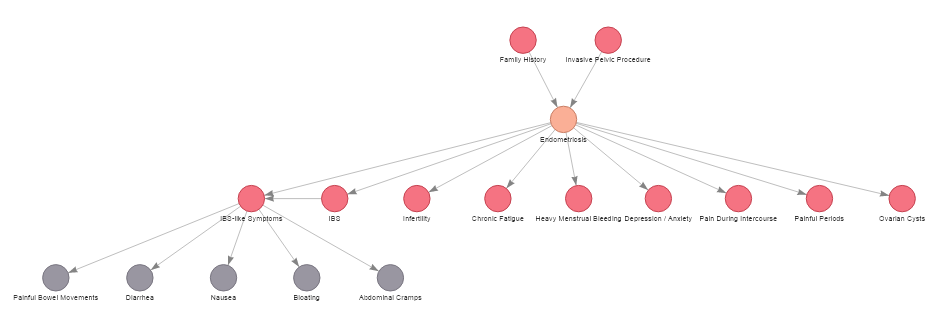 Family History
Invasive Pelvic Procedure
Endometriosis
IBS-like Symptoms
IBS
Infertility
Chronic Fatigue
Heavy Menstrual Bleeding
Depression / Anxiety
Pain During Intercourse
Painful Periods
Ovarian Cysts
Painful Bowel Movements
Diarrhea
Nausea
Bloating
Abdominal Cramps